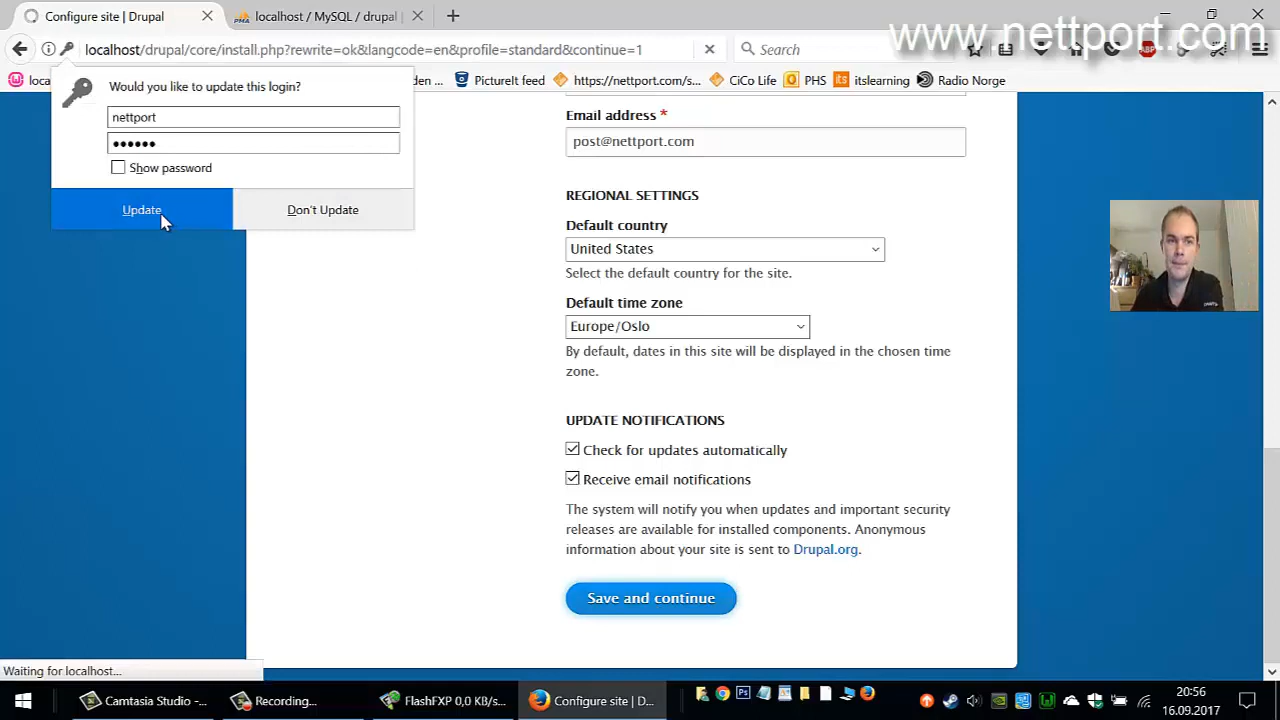 Configure site | Drupal
localhost / MySQL / drupal |
www.nettport.com
localhost/drupal/core/install.php?rewrite=ok&langcode=en&profile=standard&continue=1
Search
loca
den ...
PictureIt feed
https://nettport.com/s...
CiCo Life
PHS
itslearning
Radio Norge
Would you like to update this login?
nettport
••••••
Show password
Update
Don't Update
Email address *
post@nettport.com
REGIONAL SETTINGS
Default country
United States
Select the default country for the site.
Default time zone
Europe/Oslo
By default, dates in this site will be displayed in the chosen time
zone.
UPDATE NOTIFICATIONS
Check for updates automatically
Receive email notifications
The system will notify you when updates and important security
releases are available for installed components. Anonymous
information about your site is sent to Drupal.org.
Save and continue
Waiting for localhost...
Camtasia Studio -...
Recording...
FlashFXP 0,0 KB/s...
Configure site | D...
20:56
16.09.2017